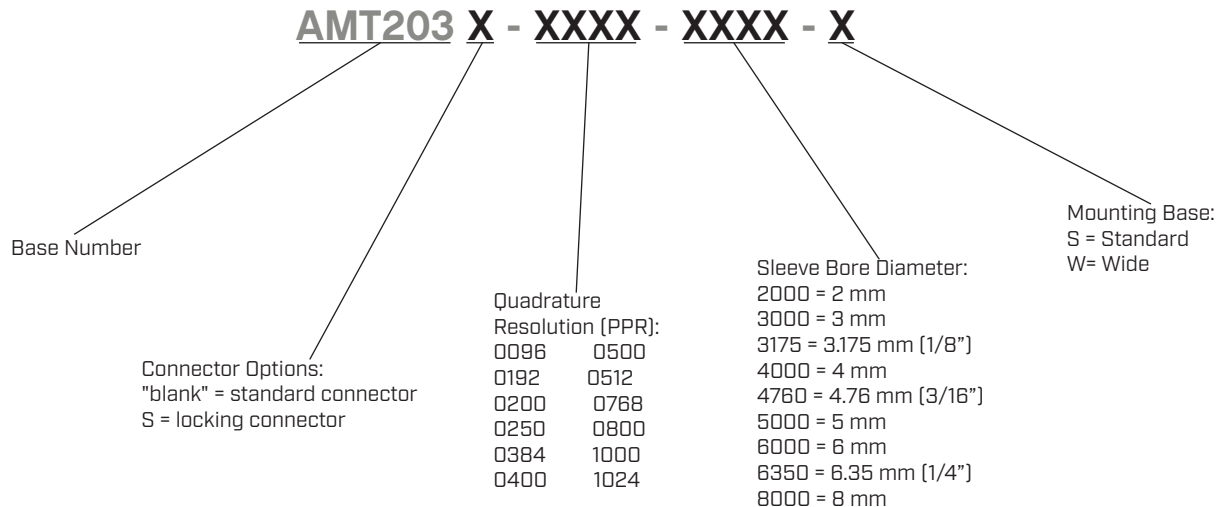 AMT203 X - XXXX - XXXX - X
Base Number
Connector Options:
"blank" = standard connector
S = locking connector
Quadrature
Resolution (PPR):
0096 0500
0192 0512
0200 0768
0250 0800
0384 1000
0400 1024
Sleeve Bore Diameter:
2000 = 2 mm
3000 = 3 mm
3175 = 3.175 mm (1/8”)
4000 = 4 mm
4760 = 4.76 mm (3/16”)
5000 = 5 mm
6000 = 6 mm
6350 = 6.35 mm (1/4”)
8000 = 8 mm
Mounting Base:
S = Standard
W= Wide